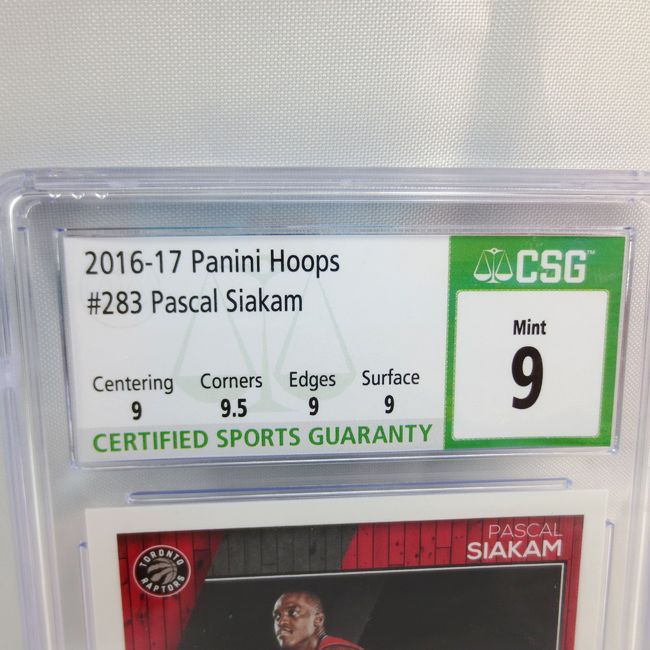 2016-17 Panini Hoops
#283 Pascal Siakam
CSG™
Mint
9
Centering Corners Edges Surface
9 9.5 9 9
CERTIFIED SPORTS GUARANTY
PASCAL
SIAKAM
TORONTO
RAPTORS